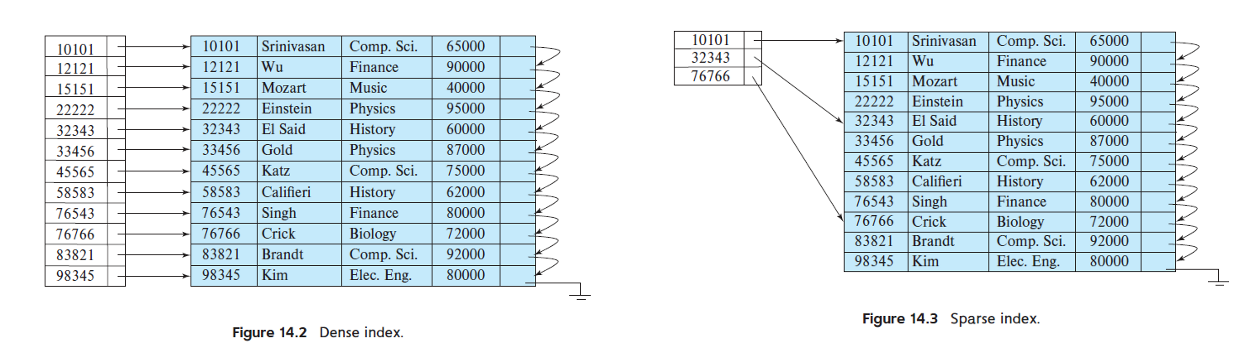 10101 10101 Srinivasan Comp. Sci. 65000
12121 12121 Wu Finance 90000
15151 15151 Mozart Music 40000
22222 22222 Einstein Physics 95000
32343 32343 El Said History 60000
33456 33456 Gold Physics 87000
45565 45565 Katz Comp. Sci. 75000
58583 58583 Califieri History 62000
76543 76543 Singh Finance 80000
76766 76766 Crick Biology 72000
83821 83821 Brandt Comp. Sci. 92000
98345 98345 Kim Elec. Eng. 80000
Figure 14.2 Dense index.
10101 10101 Srinivasan Comp. Sci. 65000
32343 12121 Wu Finance 90000
76766 15151 Mozart Music 40000
22222 Einstein Physics 95000
32343 El Said History 60000
33456 Gold Physics 87000
45565 Katz Comp. Sci. 75000
58583 Califieri History 62000
76543 Singh Finance 80000
76766 Crick Biology 72000
83821 Brandt Comp. Sci. 92000
98345 Kim Elec. Eng. 80000
Figure 14.3 Sparse index.